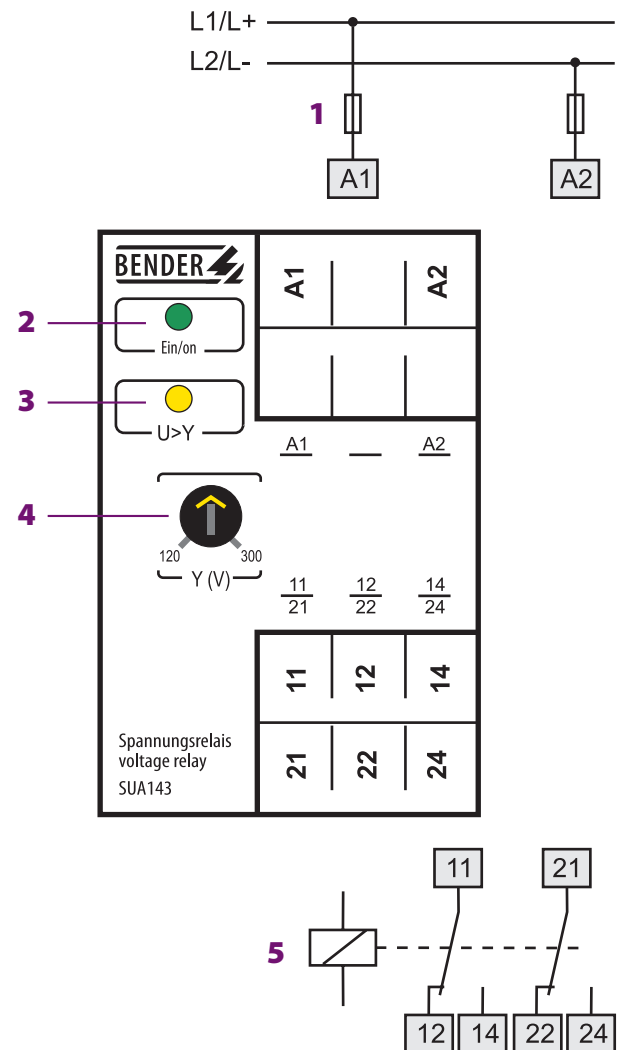 L1/L+
L2/L-
1
A1 A2
BENDER
A1 A2
2
Ein/on
3
U>Y
A1 A2
4
120 300
Y (V)
11 12 14
21 22 24
11 12 14
21 22 24
Spannungsrelais
voltage relay
SUA143
11 21
5
12 14 22 24